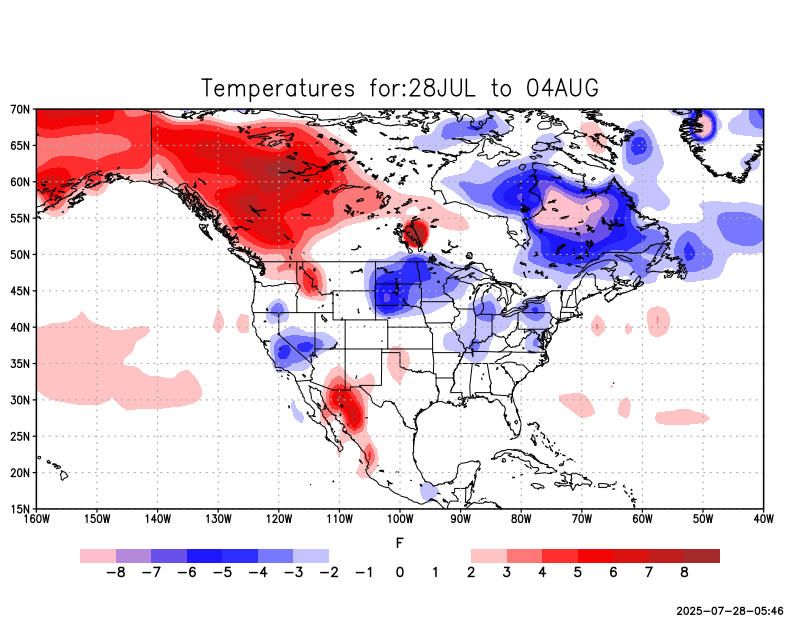 Temperatures for:28JUL to 04AUG
70N
65N
60N
55N
50N
45N
40N
35N
30N
25N
20N
15N
160W 150W 140W 130W 120W 110W 100W 90W 80W 70W 60W 50W 40W
F
-8 -7 -6 -5 -4 -3 -2 -1 0 1 2 3 4 5 6 7 8
2025-07-28-05:46